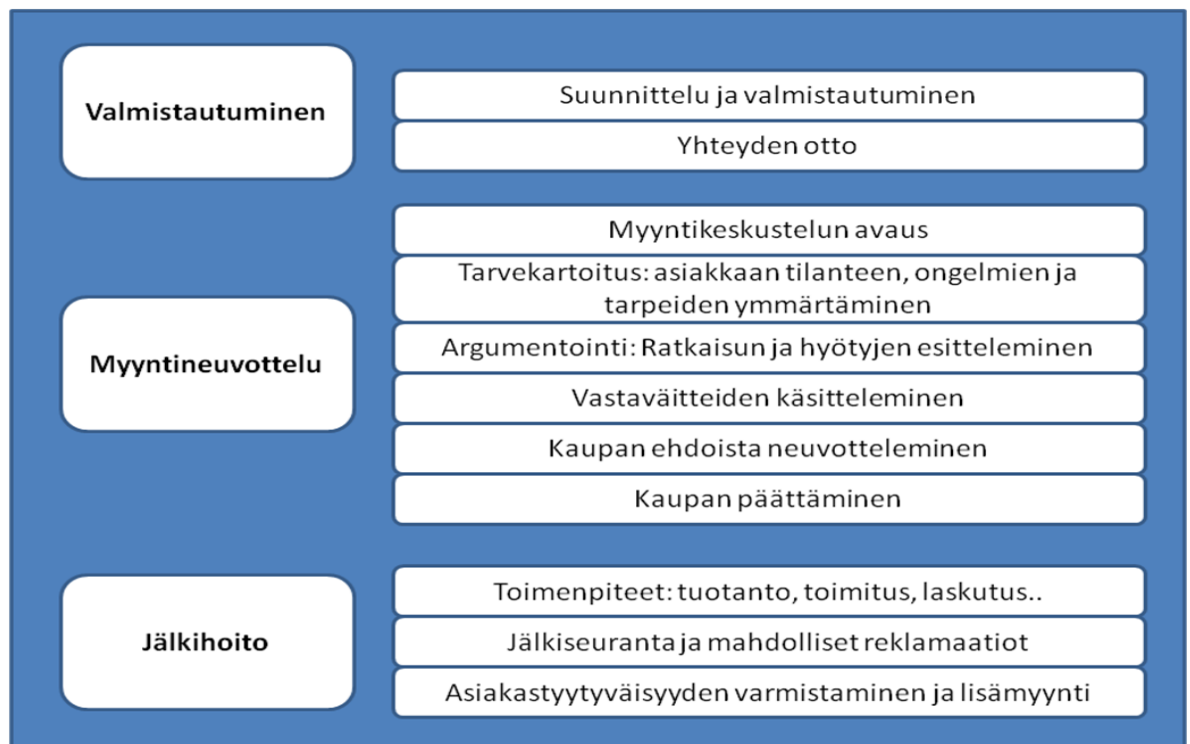 Valmistautuminen
Suunnittelu ja valmistautuminen
Yhteyden otto
Myyntineuvottelu
Myyntikeskustelun avaus
Tarvekartoitus: asiakkaan tilanteen, ongelmien ja
tarpeiden ymmärtäminen
Argumentointi: Ratkaisun ja hyötyjen esitteleminen
Vastaväitteiden käsitteleminen
Kaupan ehdoista neuvotteleminen
Kaupan päättäminen
Jälkihoito
Toimenpiteet: tuotanto, toimitus, laskutus..
Jälkiseuranta ja mahdolliset reklamaatiot
Asiakastyytyväisyyden varmistaminen ja lisämyynti